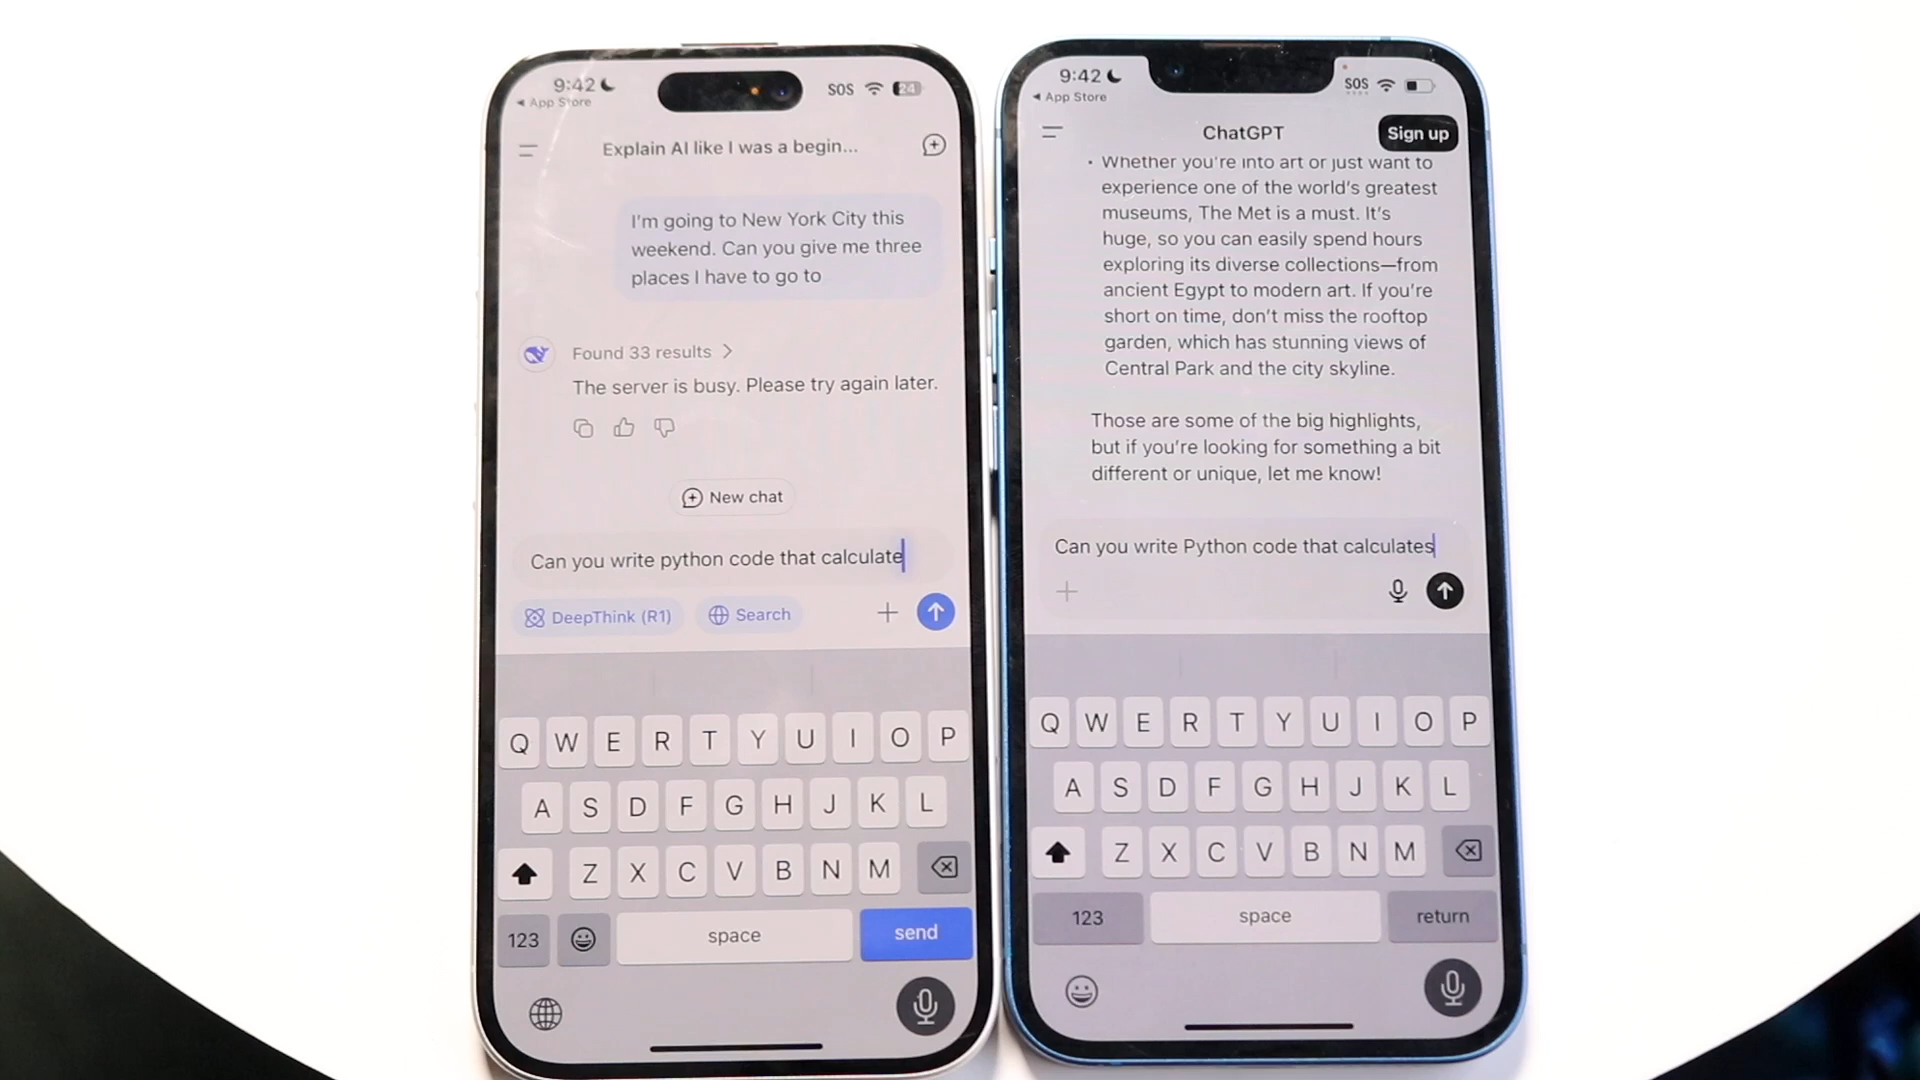 9:42
SOS
24
App Store
Explain AI like I was a begin...
I'm going to New York City this
weekend. Can you give me three
places I have to go to
Found 33 results
The server is busy. Please try again later.
New chat
Can you write python code that calculate
DeepThink (R1)
Search
Q W E R T Y U I O P
A S D F G H J K L
Z X C V B N M
123
space
send
9:42
SOS
App Store
ChatGPT
Sign up
• Whether you're into art or just want to
experience one of the world's greatest
museums, The Met is a must. It's
huge, so you can easily spend hours
exploring its diverse collections—from
ancient Egypt to modern art. If you're
short on time, don't miss the rooftop
garden, which has stunning views of
Central Park and the city skyline.
Those are some of the big highlights,
but if you're looking for something a bit
different or unique, let me know!
Can you write Python code that calculates
Q W E R T Y U I O P
A S D F G H J K L
Z X C V B N M
123
space
return